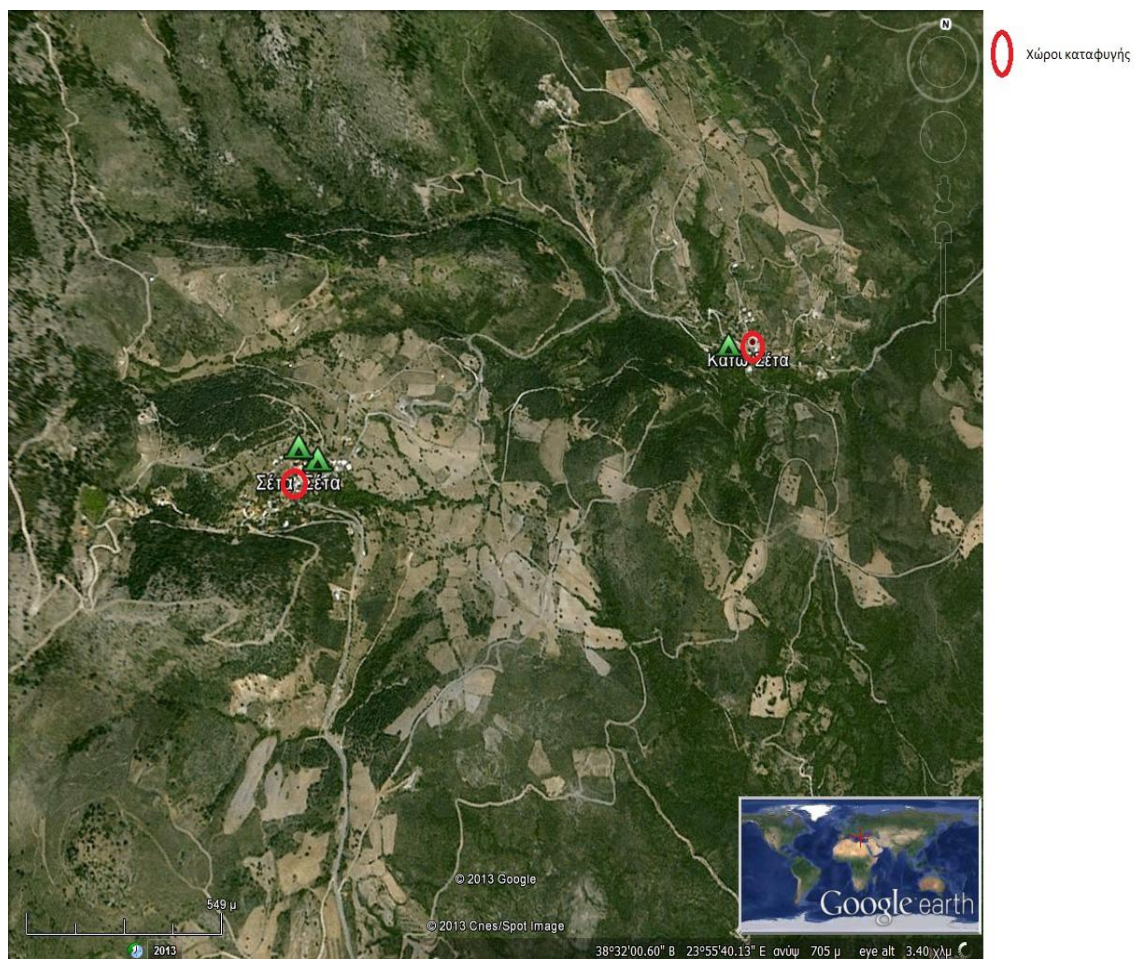 N
Χώροι καταφυγής
Κάτω Σέτα
Σέτα Σέτα
549 μ
© 2013 Google
© 2013 Cnes/Spot Image
Google earth
2013
38°32'00.60" Β 23°55'40.13" Ε ανύψ 705 μ eye alt 3.40 χλμ